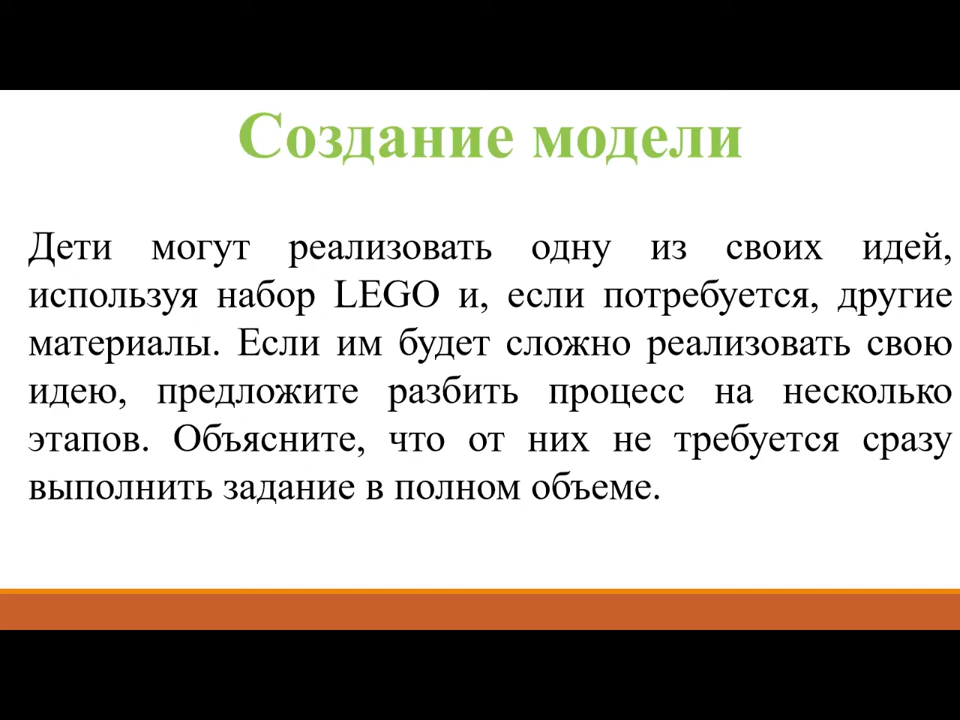 Создание модели
Дети могут реализовать одну из своих идей,
используя набор LEGO и, если потребуется, другие
материалы. Если им будет сложно реализовать свою
идею, предложите разбить процесс на несколько
этапов. Объясните, что от них не требуется сразу
выполнить задание в полном объеме.